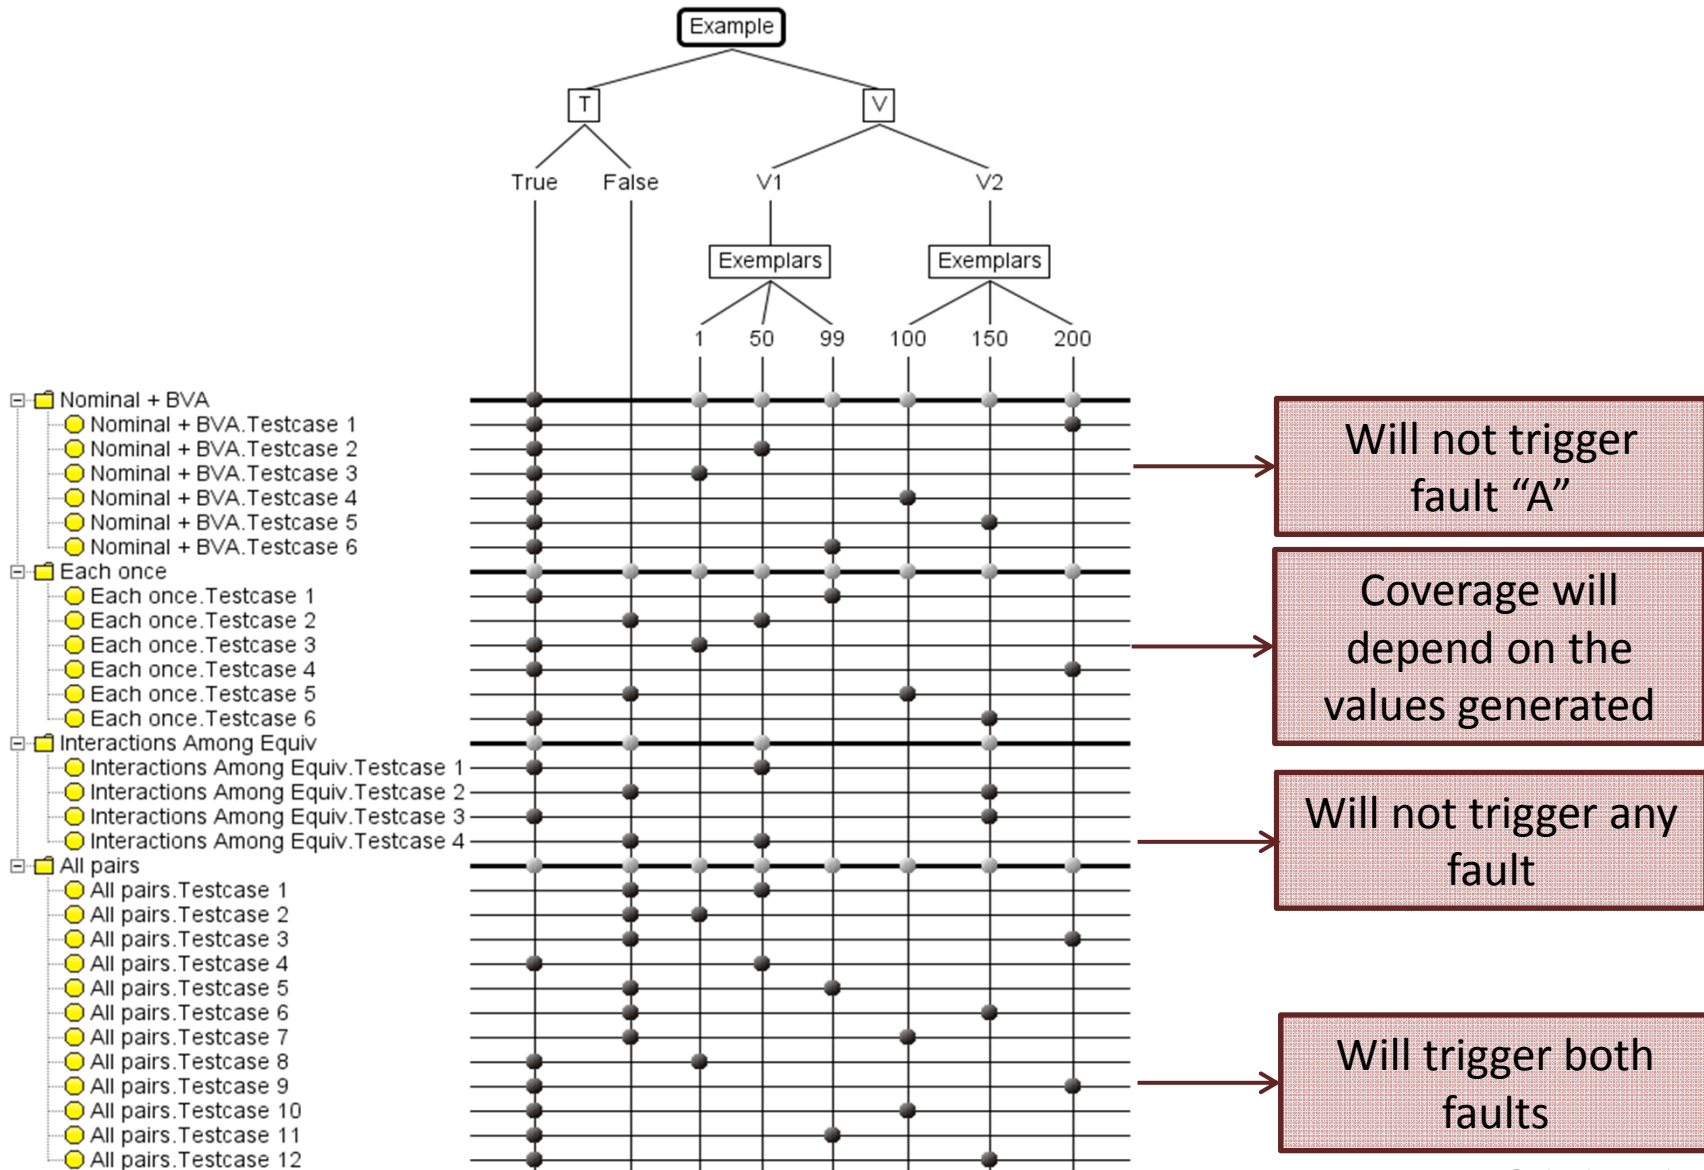 Example
T
V
True
False
V1
V2
Exemplars
Exemplars
1
50
99
100
150
200
Nominal + BVA
Nominal + BVA.Testcase 1
Nominal + BVA.Testcase 2
Nominal + BVA.Testcase 3
Nominal + BVA.Testcase 4
Nominal + BVA.Testcase 5
Nominal + BVA.Testcase 6
Will not trigger
fault “A”
Each once
Each once.Testcase 1
Each once.Testcase 2
Each once.Testcase 3
Each once.Testcase 4
Each once.Testcase 5
Each once.Testcase 6
Coverage will
depend on the
values generated
Interactions Among Equiv
Interactions Among Equiv.Testcase 1
Interactions Among Equiv.Testcase 2
Interactions Among Equiv.Testcase 3
Interactions Among Equiv.Testcase 4
Will not trigger any
fault
All pairs
All pairs.Testcase 1
All pairs.Testcase 2
All pairs.Testcase 3
All pairs.Testcase 4
All pairs.Testcase 5
All pairs.Testcase 6
All pairs.Testcase 7
All pairs.Testcase 8
All pairs.Testcase 9
All pairs.Testcase 10
All pairs.Testcase 11
All pairs.Testcase 12
Will trigger both
faults